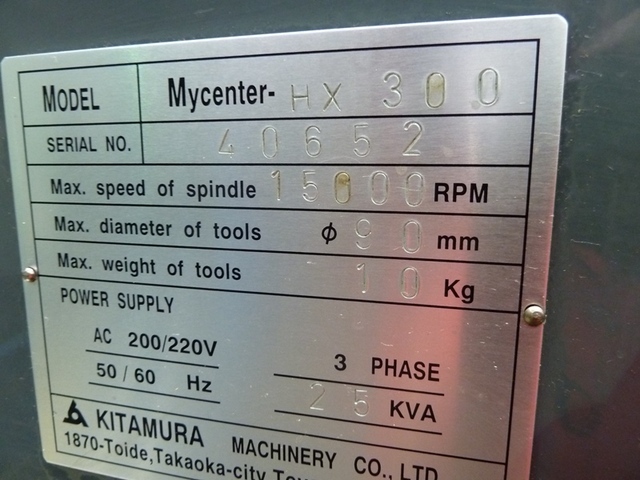 MODEL Mycenter- HX 300
SERIAL NO. 40652
Max. speed of spindle 15000 RPM
Max. diameter of tools ϕ 90 mm
Max. weight of tools 10 Kg
POWER SUPPLY
AC 200/220V 3 PHASE
50/60 Hz 25 KVA
KITAMURA MACHINERY CO., LTD
1870-Toide, Takaoka-city